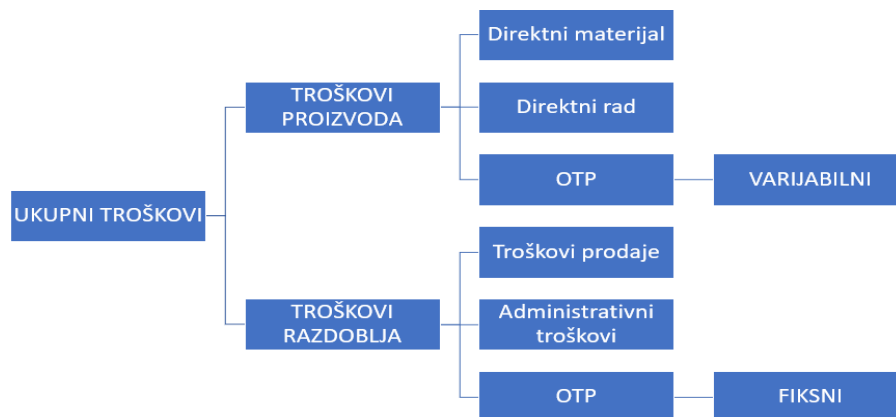 UKUPNI TROŠKOVI
TROŠKOVI
PROIZVODA
Direktni materijal
Direktni rad
OTP
VARIJABILNI
TROŠKOVI
RAZDOBLJA
Troškovi prodaje
Administrativni
troškovi
OTP
FIKSNI